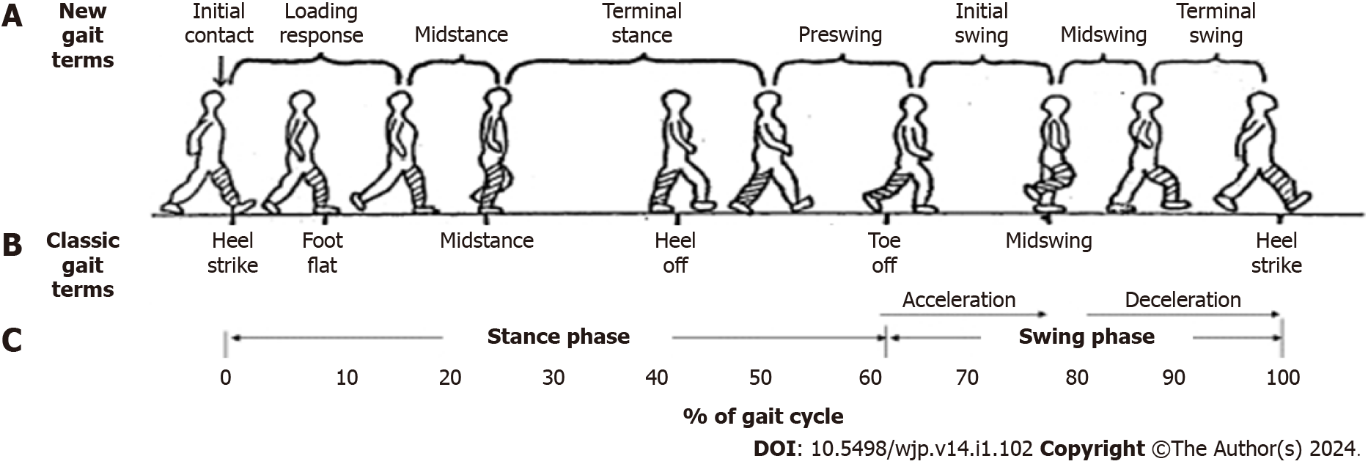 A New gait terms
Initial contact
Loading response
Midstance
Terminal stance
Preswing
Initial swing
Midswing
Terminal swing
B Classic gait terms
Heel strike
Foot flat
Midstance
Heel off
Toe off
Midswing
Heel strike
Acceleration
Deceleration
C
Stance phase
Swing phase
0 10 20 30 40 50 60 70 80 90 100
% of gait cycle
DOI: 10.5498/wjp.v14.i1.102 Copyright ©The Author(s) 2024.